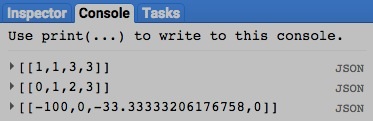 Inspector Console Tasks
Use print(...) to write to this console.
[[1,1,3,3]] JSON
[[0,1,2,3]] JSON
[[-100,0,-33.33333206176758,0]] JSON